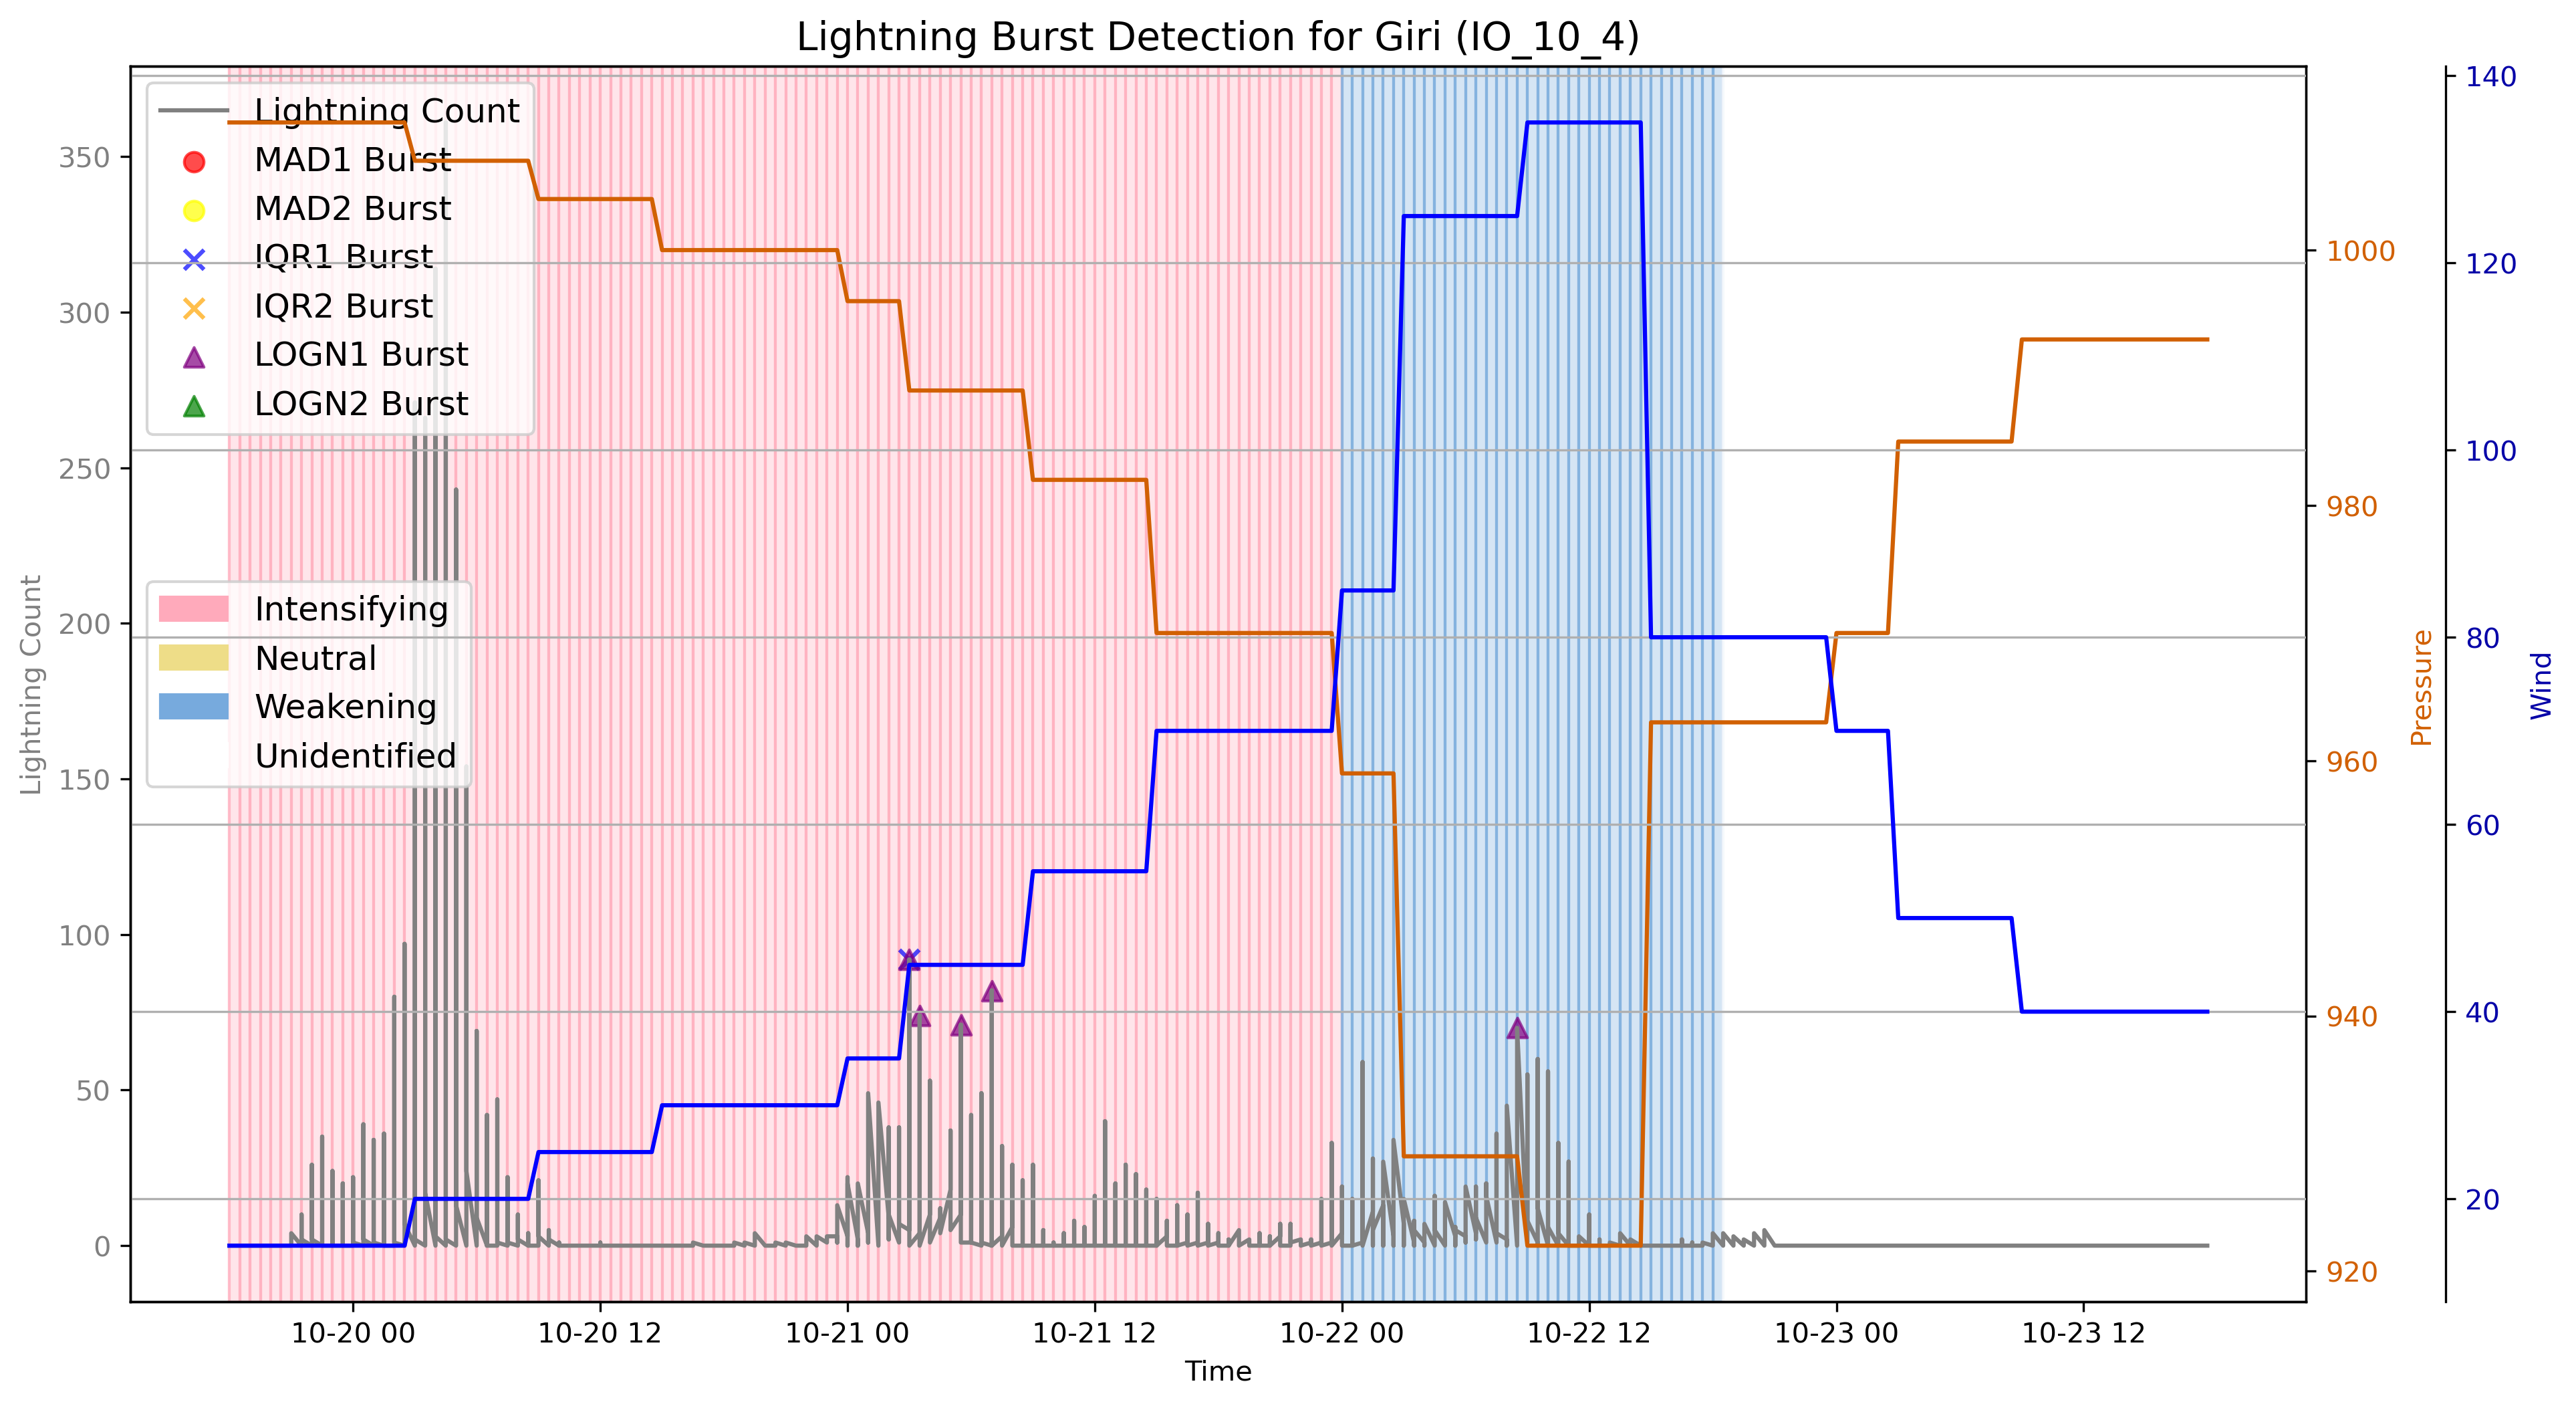 Lightning Burst Detection for Giri (IO_10_4)
Lightning Count
MAD1 Burst
MAD2 Burst
IQR1 Burst
IQR2 Burst
LOGN1 Burst
LOGN2 Burst
Intensifying
Neutral
Weakening
Unidentified
Lightning Count
350
300
250
200
150
100
50
0
10-20 00
10-20 12
10-21 00
10-21 12
10-22 00
10-22 12
10-23 00
10-23 12
Time
1000
980
960
940
920
Pressure
140
120
100
80
60
40
20
Wind